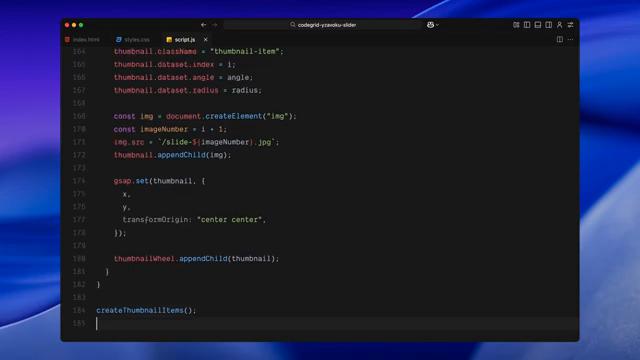 codegrid-yzavoku-slider
index.html styles.css script.js
164 thumbnail.className = "thumbnail-item";
165 thumbnail.dataset.index = i;
166 thumbnail.dataset.angle = angle;
167 thumbnail.dataset.radius = radius;
168
169 const img = document.createElement("img");
170 const imageNumber = i + 1;
171 img.src = `/slide-${imageNumber}.jpg`;
172 thumbnail.appendChild(img);
173
174 gsap.set(thumbnail, {
175 x,
176 y,
177 transformOrigin: "center center",
178 });
179
180 thumbnailWheel.appendChild(thumbnail);
181 }
182 }
183
184 createThumbnailItems();
185